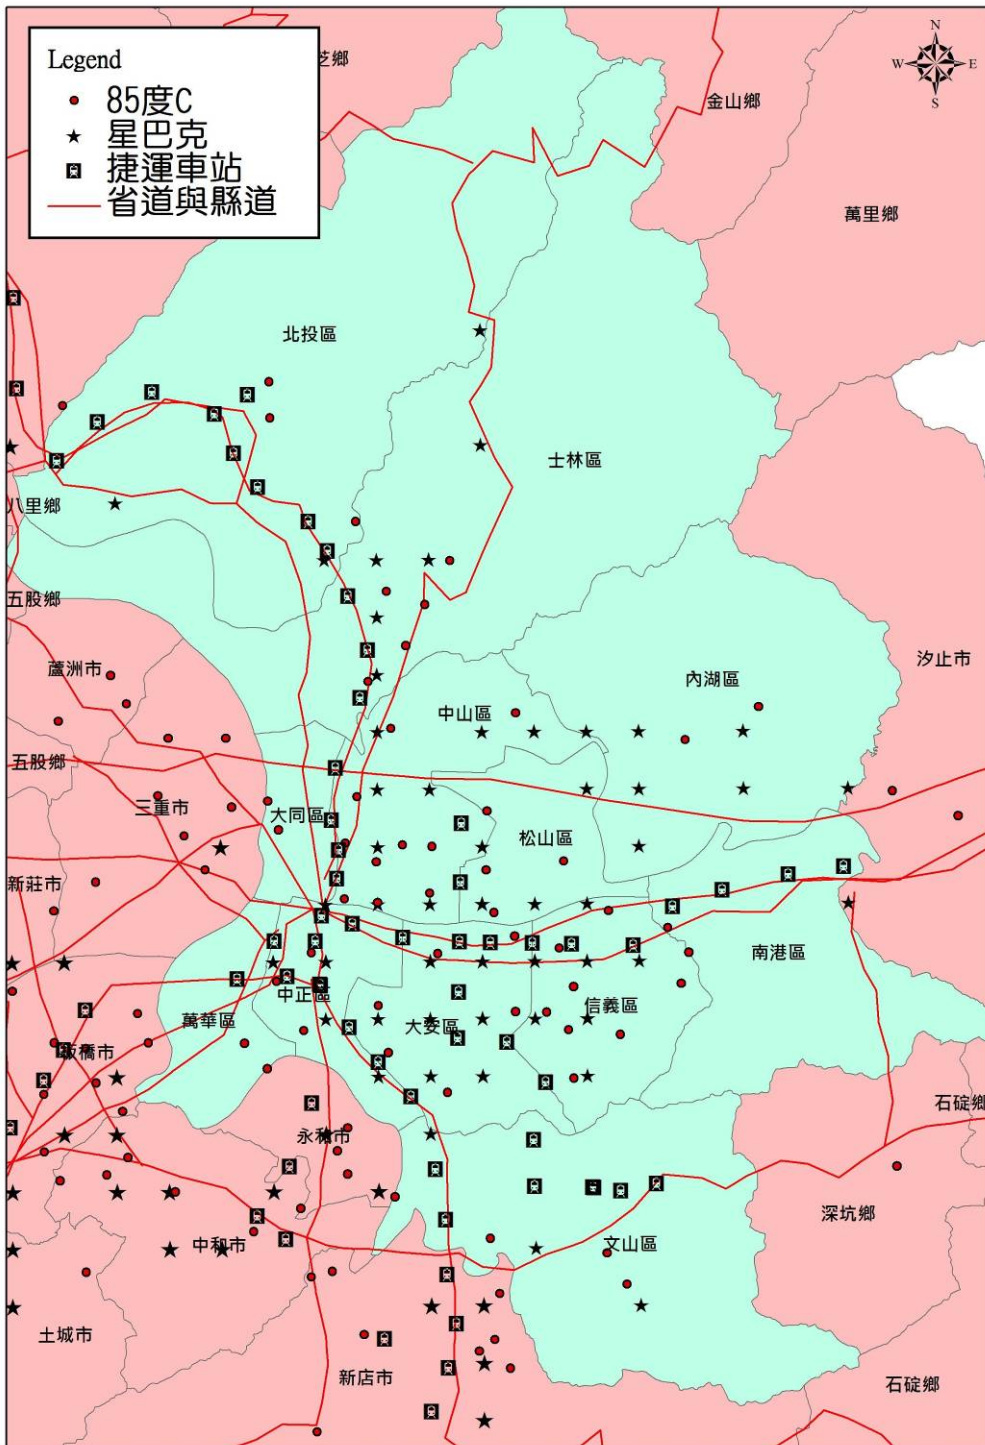 N
W E
S
Legend
85度C
星巴克
捷運車站
省道與縣道
芝鄉
金山鄉
萬里鄉
北投區
士林區
八里鄉
五股鄉
蘆洲市
汐止市
內湖區
中山區
五股鄉
三重市
大同區
松山區
新莊市
南港區
中正區
信義區
萬華區
大安區
板橋市
石碇鄉
永和市
深坑鄉
中和市
文山區
土城市
新店市
石碇鄉